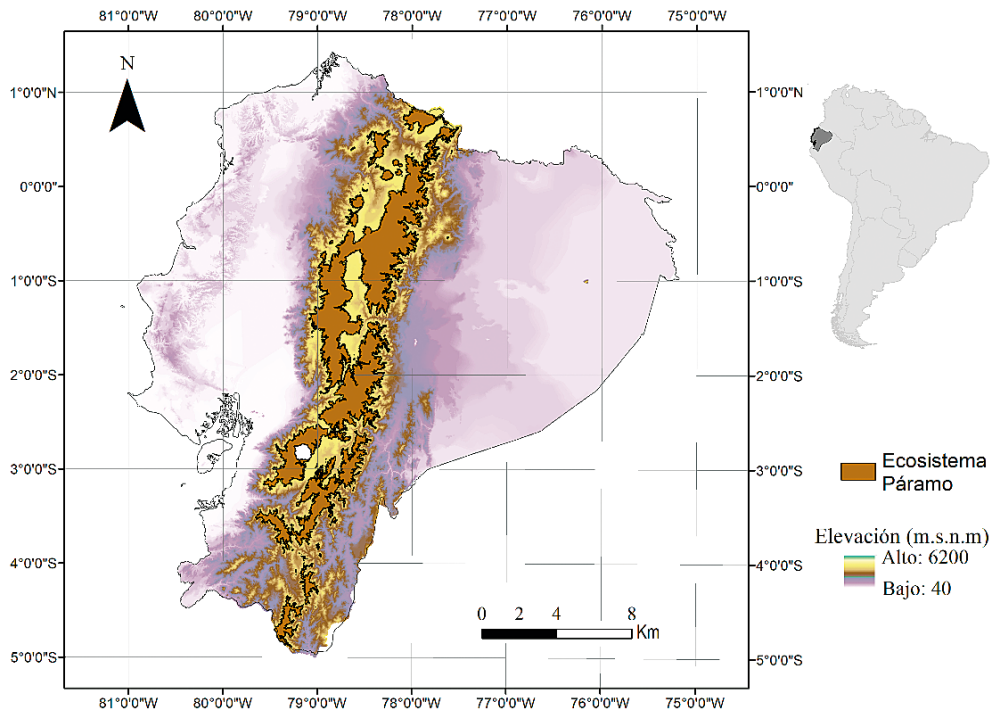 81°0'0"W 80°0'0"W 79°0'0"W 78°0'0"W 77°0'0"W 76°0'0"W 75°0'0"W
N
1°0'0"N 1°0'0"N
0°0'0" 0°0'0"
1°0'0"S 1°0'0"S
2°0'0"S 2°0'0"S
3°0'0"S 3°0'0"S
Ecosistema
Páramo
Elevación (m.s.n.m)
Alto: 6200
Bajo: 40
4°0'0"S 4°0'0"S
0 2 4 8
Km
5°0'0"S 5°0'0"S
81°0'0"W 80°0'0"W 79°0'0"W 78°0'0"W 77°0'0"W 76°0'0"W 75°0'0"W